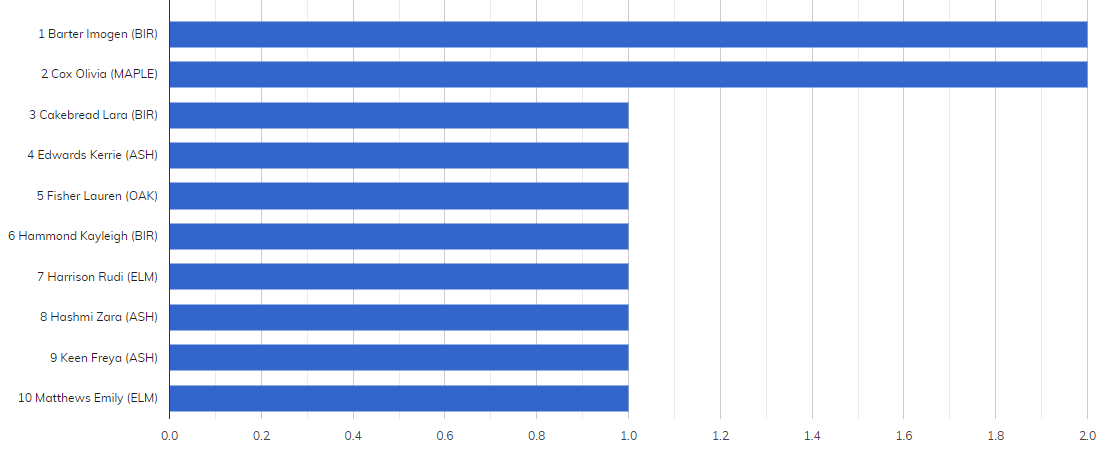 1 Barter Imogen (BIR)
2 Cox Olivia (MAPLE)
3 Cakebread Lara (BIR)
4 Edwards Kerrie (ASH)
5 Fisher Lauren (OAK)
6 Hammond Kayleigh (BIR)
7 Harrison Rudi (ELM)
8 Hashmi Zara (ASH)
9 Keen Freya (ASH)
10 Matthews Emily (ELM)
0.0 0.2 0.4 0.6 0.8 1.0 1.2 1.4 1.6 1.8 2.0